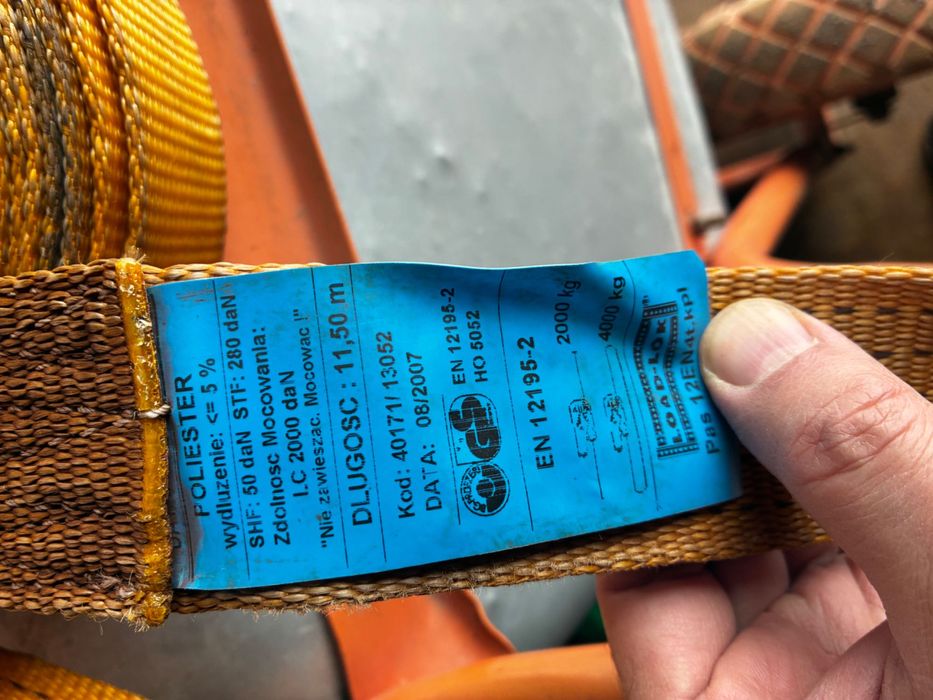 POLIESTER
wydluzenie: <= 5 %
SHF: 50 daN STF: 280 daN
Zdolnosc Mocowania:
LC 2000 daN
"Nie zawieszac. Mocowac !"
DLUGOSC : 11,50 m
Kod: 40171/ 13052
DATA: 08/2007
GS
EN 12195-2
HO 5052
EN 12195-2
2000 kg
4000 kg
LOAD-LOK
Pas 12EN4t.KPI